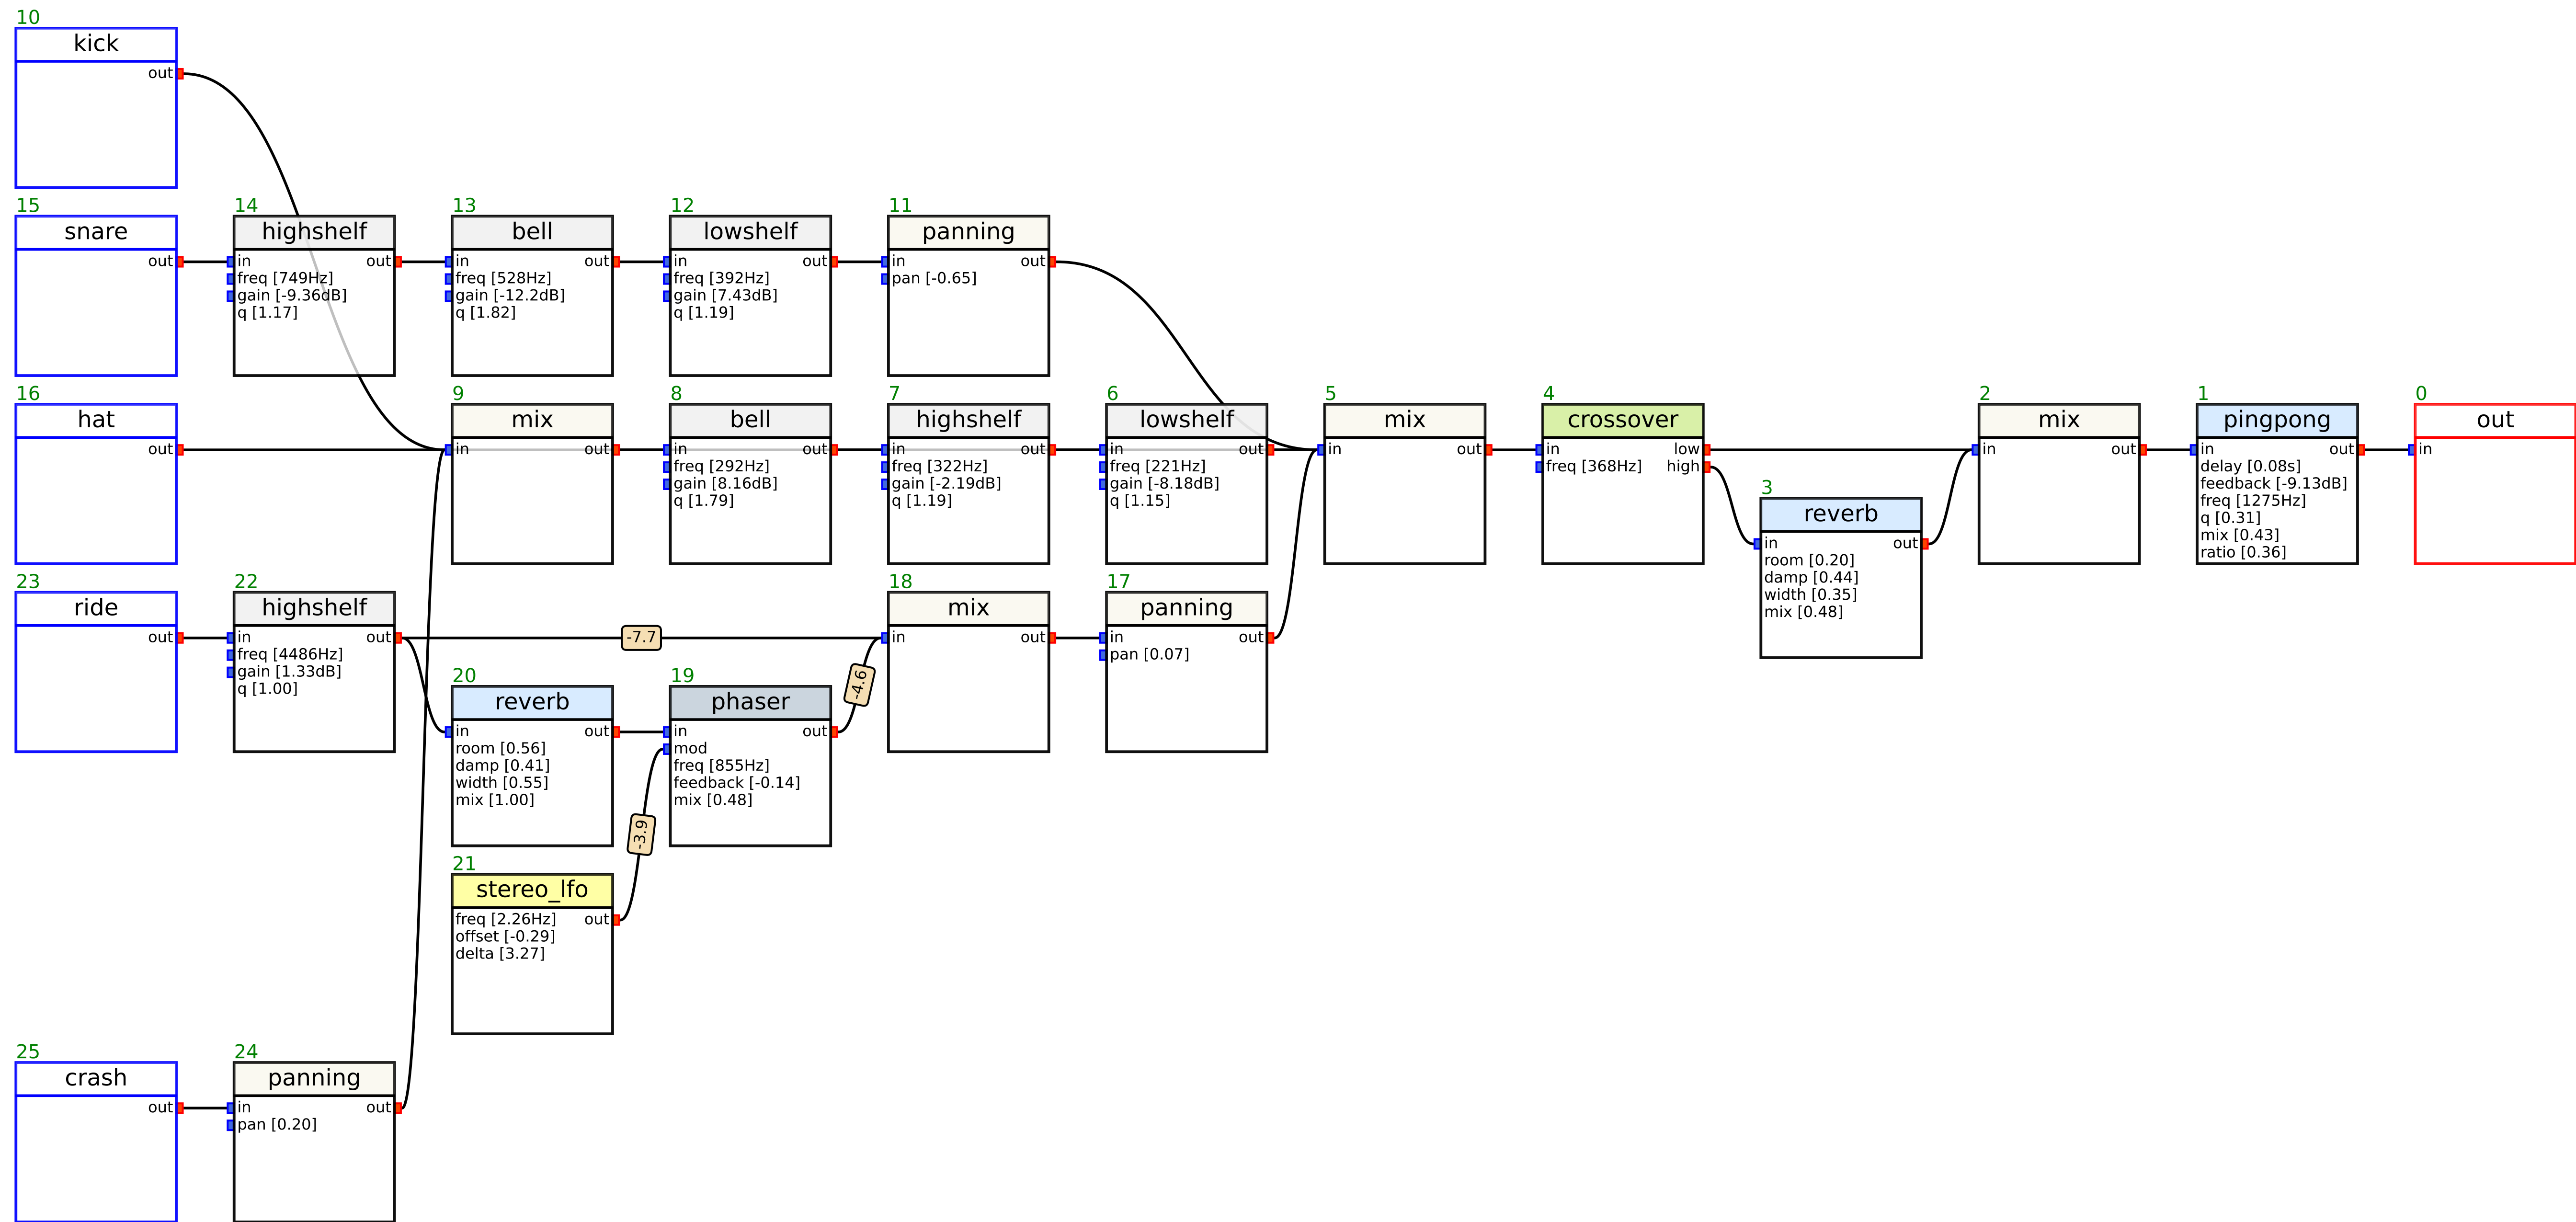 10
kick
out
15
snare
out
14
highshelf
in out
freq [749Hz]
gain [-9.36dB]
q [1.17]
13
bell
in out
freq [528Hz]
gain [-12.2dB]
q [1.82]
12
lowshelf
in out
freq [392Hz]
gain [7.43dB]
q [1.19]
11
panning
in out
pan [-0.65]
16
hat
out
9
mix
in out
8
bell
in out
freq [292Hz]
gain [8.16dB]
q [1.79]
7
highshelf
in out
freq [322Hz]
gain [-2.19dB]
q [1.19]
6
lowshelf
in out
freq [221Hz]
gain [-8.18dB]
q [1.15]
5
mix
in out
4
crossover
in low
freq [368Hz] high
3
reverb
in out
room [0.20]
damp [0.44]
width [0.35]
mix [0.48]
2
mix
in out
1
pingpong
in out
delay [0.08s]
feedback [-9.13dB]
freq [1275Hz]
q [0.31]
mix [0.43]
ratio [0.36]
0
out
in
23
ride
out
22
highshelf
in out
freq [4486Hz]
gain [1.33dB]
q [1.00]
-7.7
20
reverb
in out
room [0.56]
damp [0.41]
width [0.55]
mix [1.00]
19
phaser
in out
mod
freq [855Hz]
feedback [-0.14]
mix [0.48]
-4.6
18
mix
in out
17
panning
in out
pan [0.07]
-3.9
21
stereo_lfo
freq [2.26Hz] out
offset [-0.29]
delta [3.27]
25
crash
out
24
panning
in out
pan [0.20]